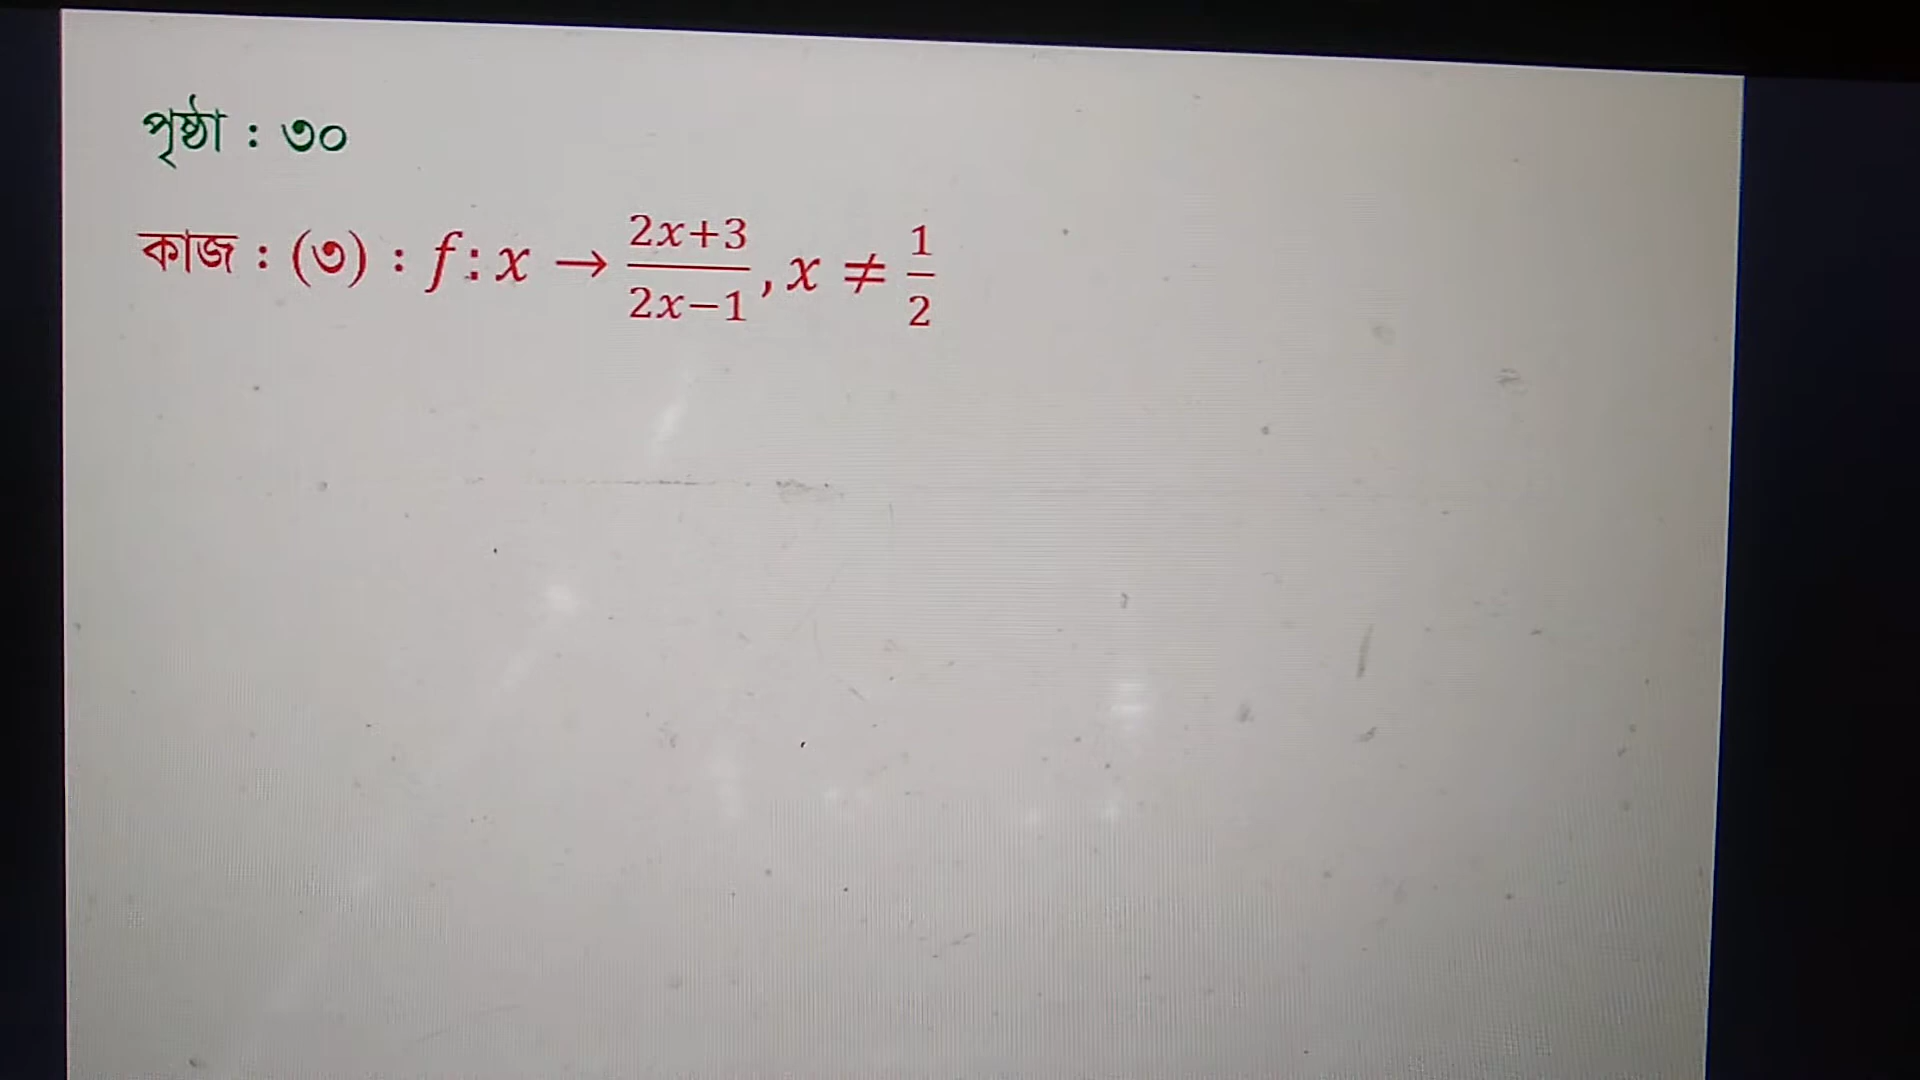 পৃষ্ঠা : ৩০
কাজ : (৩) : f: x → (2x+3)/(2x−1), x ≠ 1/2